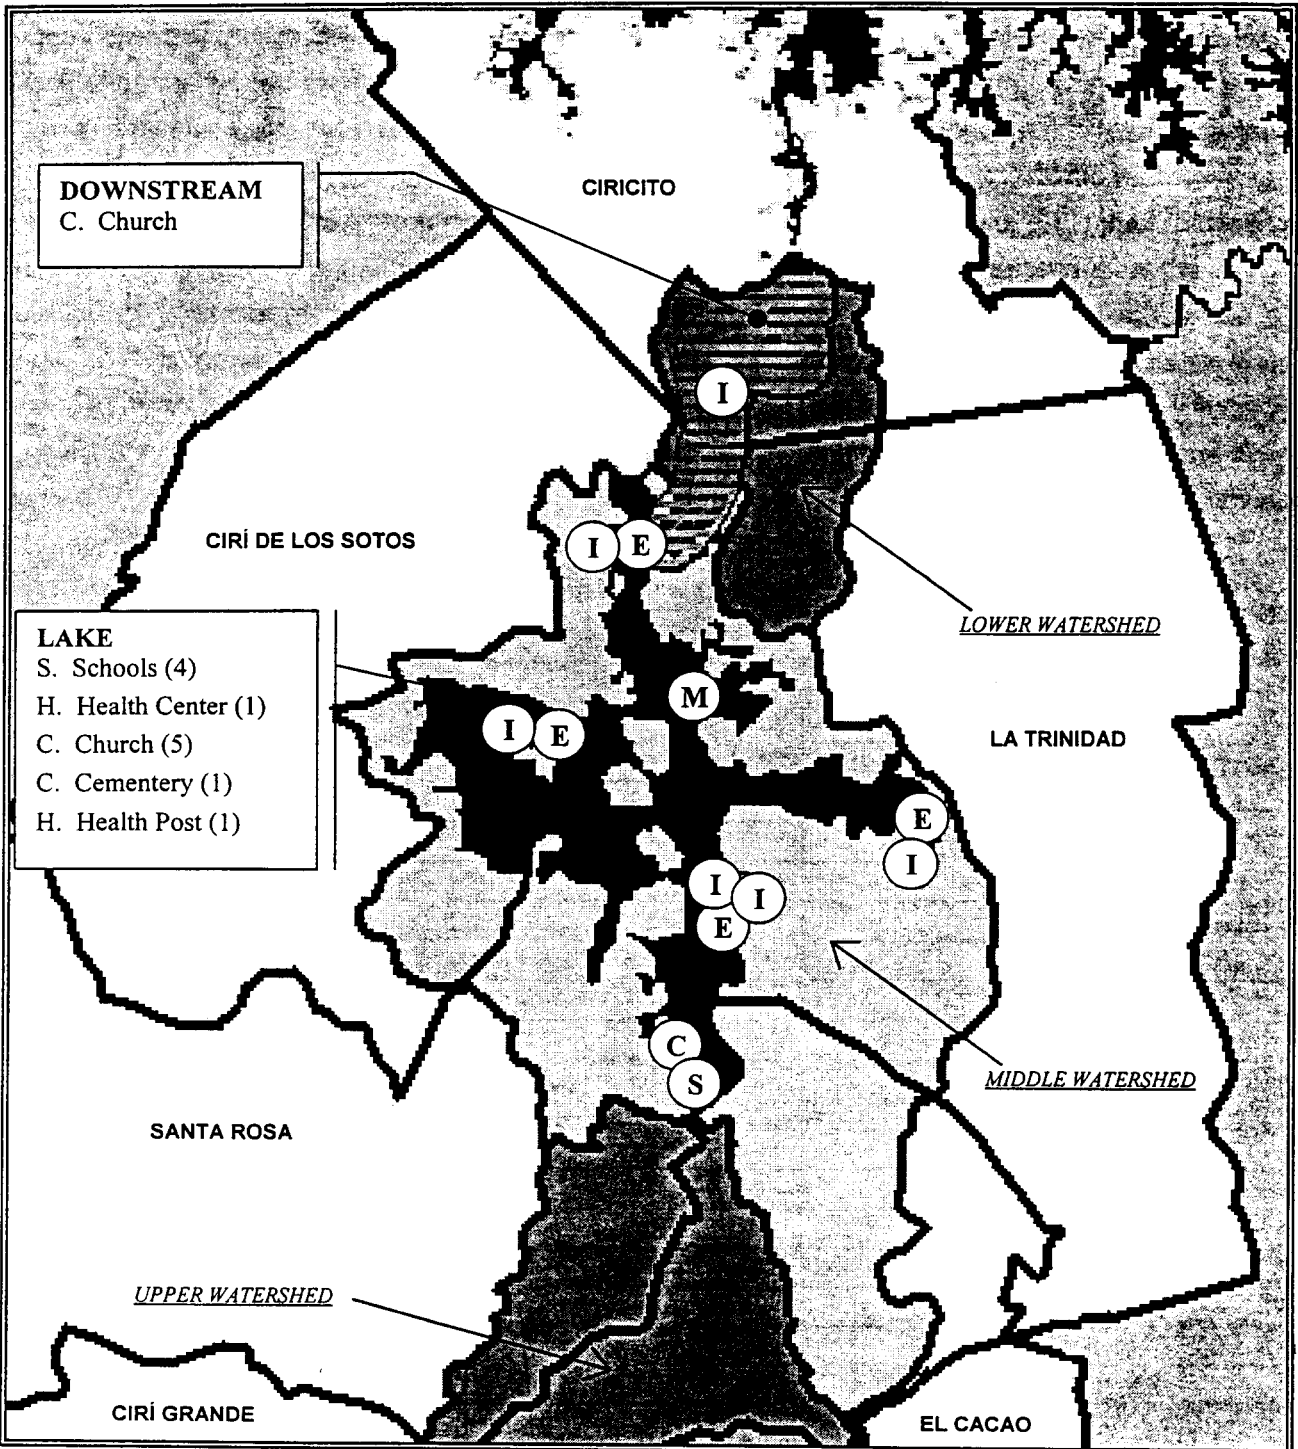 CIRICITO
DOWNSTREAM
C. Church
I
CIRÍ DE LOS SOTOS
I E
LOWER WATERSHED
LAKE
S. Schools (4)
H. Health Center (1)
C. Church (5)
C. Cementery (1)
H. Health Post (1)
M
I E
LA TRINIDAD
E
I
I I
E
C
S
MIDDLE WATERSHED
SANTA ROSA
UPPER WATERSHED
CIRÍ GRANDE
EL CACAO